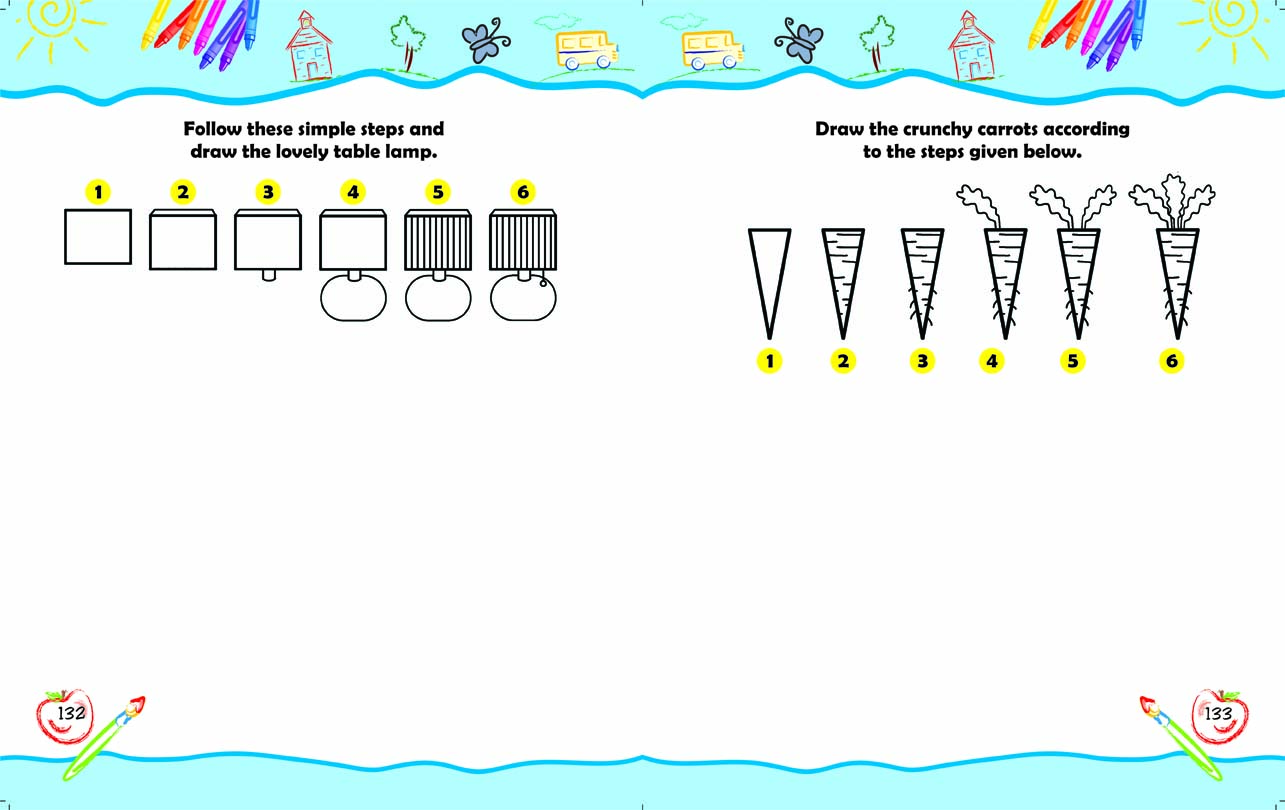 Follow these simple steps and
draw the lovely table lamp.
1 2 3 4 5 6
132
Draw the crunchy carrots according
to the steps given below.
1 2 3 4 5 6
133